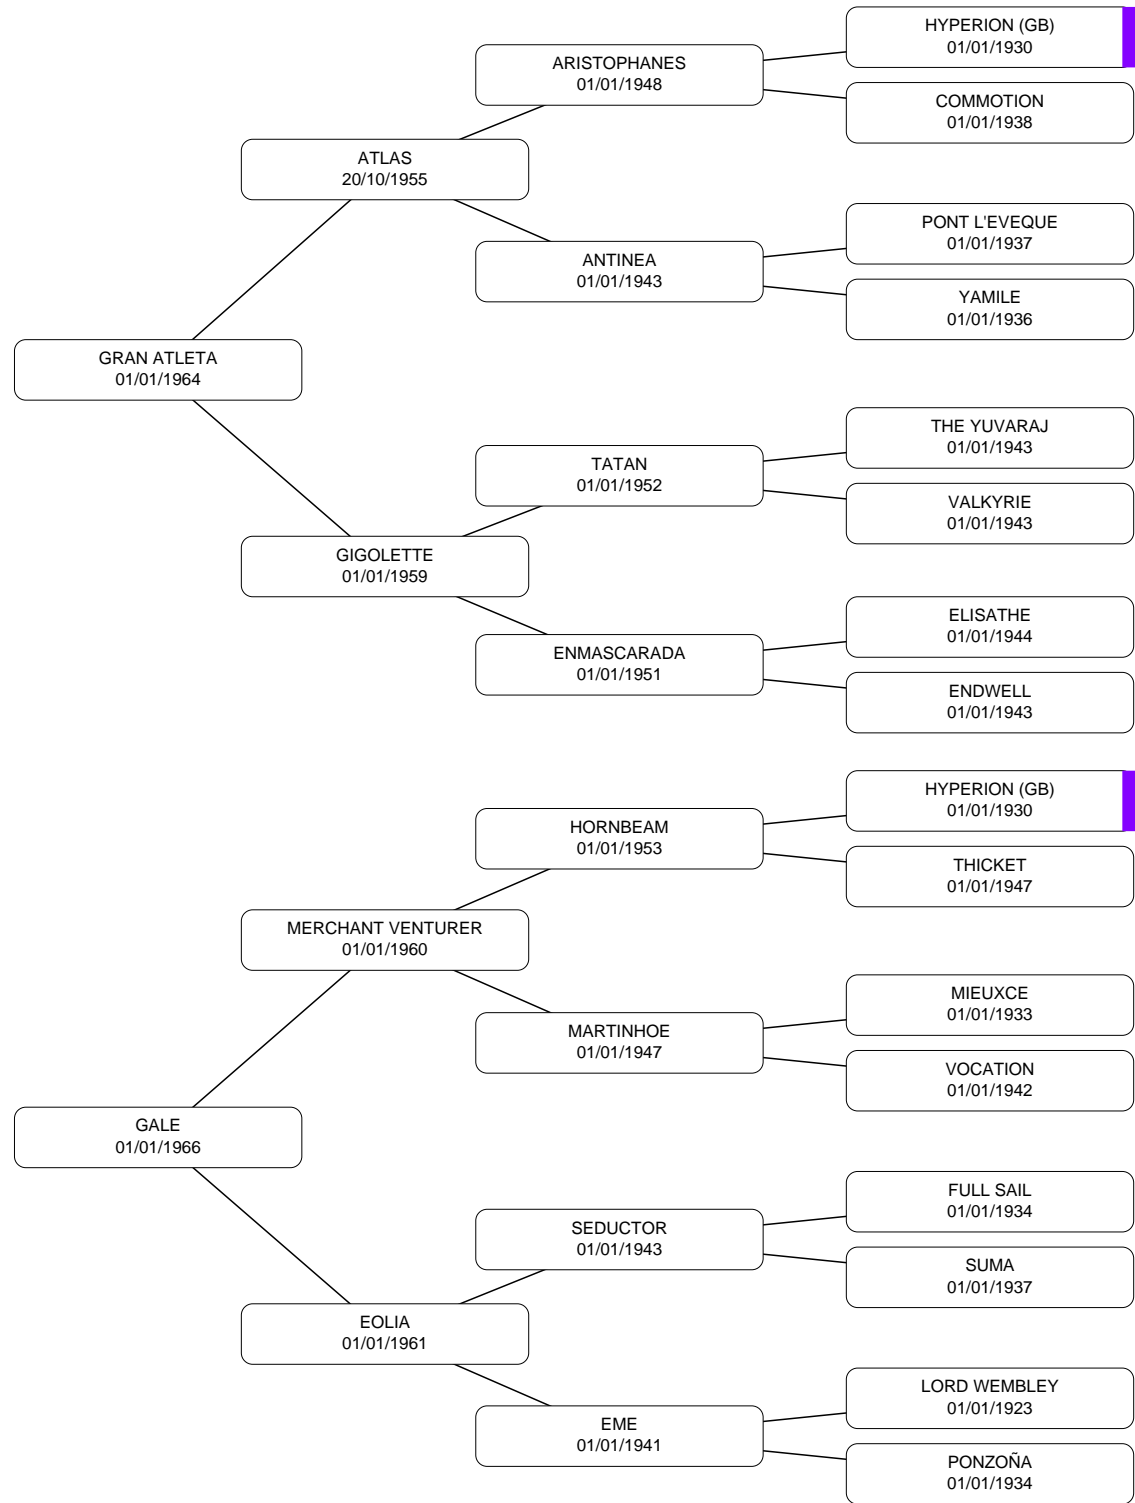 HYPERION (GB)
01/01/1930
ARISTOPHANES
01/01/1948
COMMOTION
01/01/1938
ATLAS
20/10/1955
PONT L'EVEQUE
01/01/1937
ANTINEA
01/01/1943
YAMILE
01/01/1936
GRAN ATLETA
01/01/1964
THE YUVARAJ
01/01/1943
TATAN
01/01/1952
VALKYRIE
01/01/1943
GIGOLETTE
01/01/1959
ELISATHE
01/01/1944
ENMASCARADA
01/01/1951
ENDWELL
01/01/1943
HYPERION (GB)
01/01/1930
HORNBEAM
01/01/1953
THICKET
01/01/1947
MERCHANT VENTURER
01/01/1960
MIEUXCE
01/01/1933
MARTINHOE
01/01/1947
VOCATION
01/01/1942
GALE
01/01/1966
FULL SAIL
01/01/1934
SEDUCTOR
01/01/1943
SUMA
01/01/1937
EOLIA
01/01/1961
LORD WEMBLEY
01/01/1923
EME
01/01/1941
PONZOÑA
01/01/1934